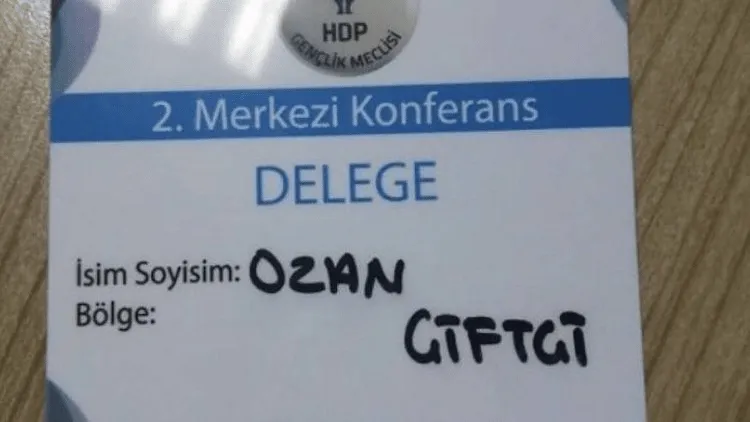 HDP
GENÇLİK MECLİSİ
2. Merkezi Konferans
DELEGE
İsim Soyisim: OZAN
Bölge:
ÇİFTÇİ